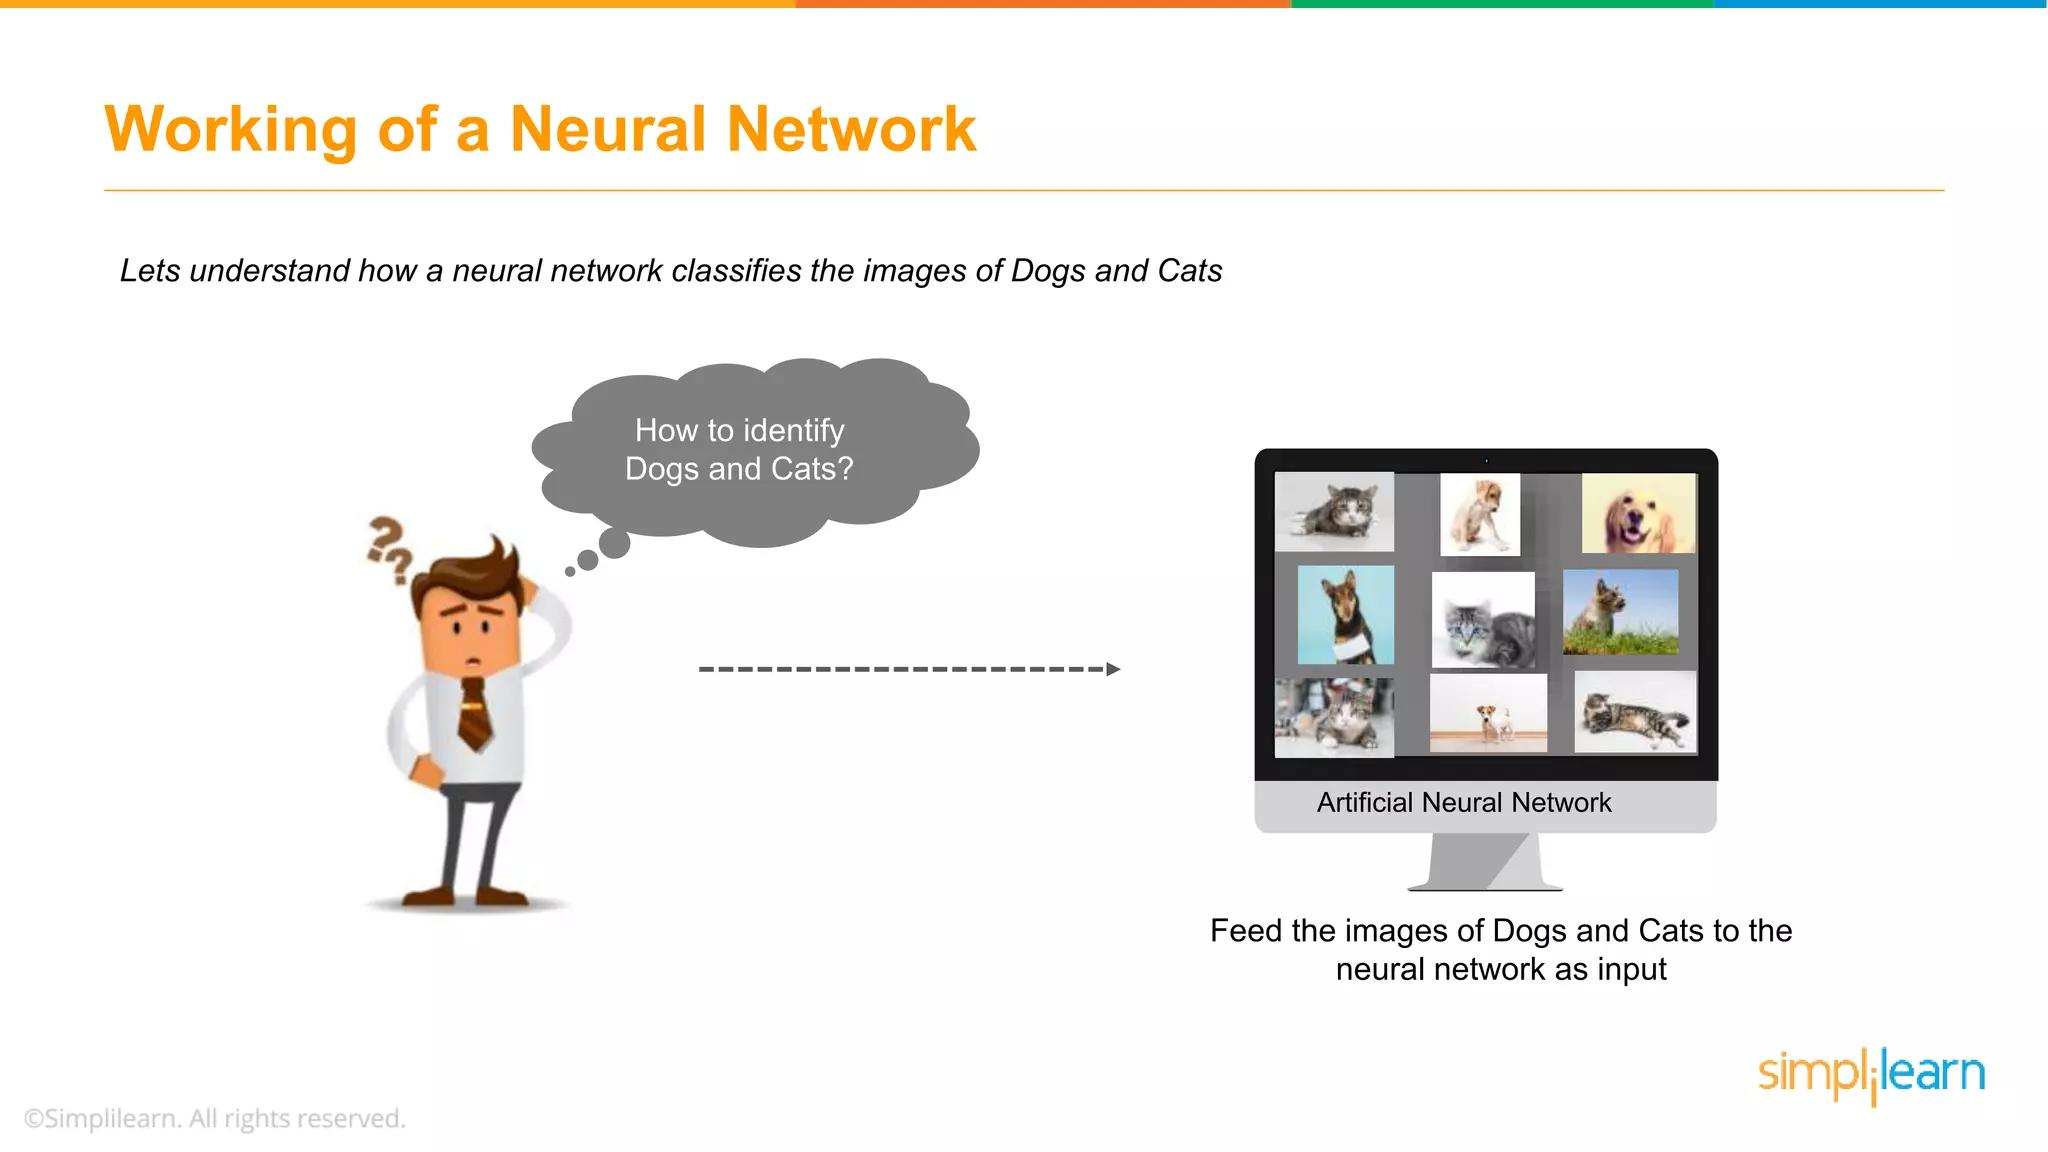 Working of a Neural Network
Lets understand how a neural network classifies the images of Dogs and Cats
How to identify
Dogs and Cats?
??
Artificial Neural Network
Feed the images of Dogs and Cats to the
neural network as input
simplilearn
©Simplilearn. All rights reserved.